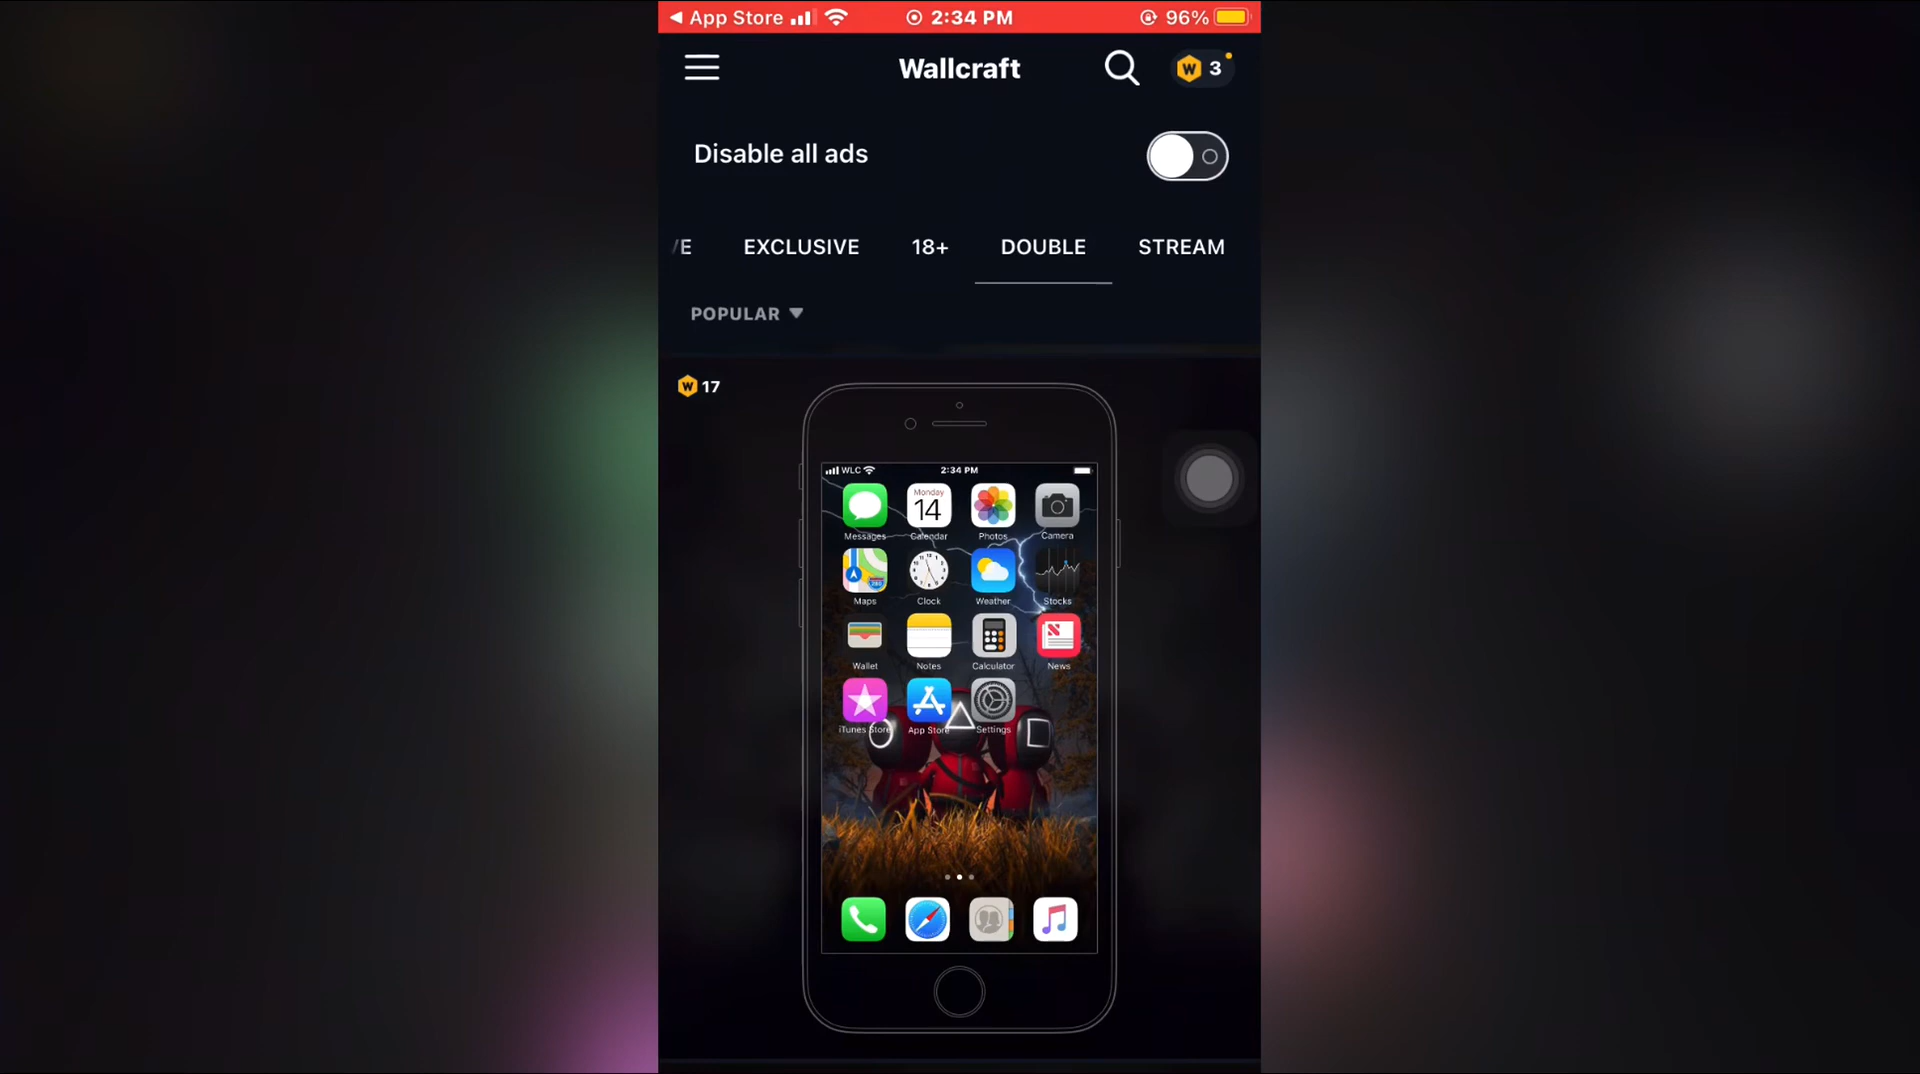 App Store 2:34 PM 96%
Wallcraft W 3
Disable all ads
VE EXCLUSIVE 18+ DOUBLE STREAM
POPULAR
W 17
WLC 2:34 PM
Monday
14
Messages Calendar Photos Camera
280
Maps Clock Weather Stocks
Wallet Notes Calculator News
iTunes Store App Store Settings